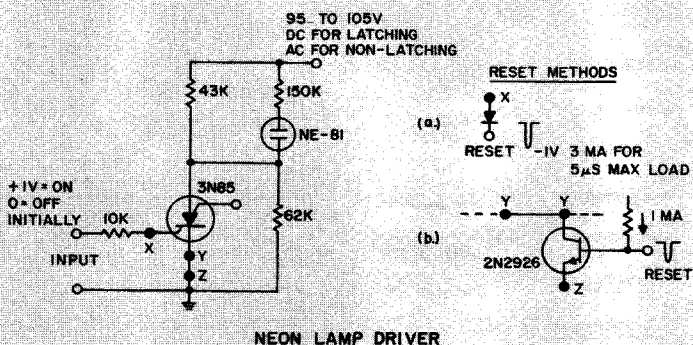 95 TO 105V
DC FOR LATCHING
AC FOR NON-LATCHING
43K
150K
NE-81
3N85
+1V = ON
0 = OFF
INITIALLY
10K
X
62K
INPUT
Y
Z
RESET METHODS
X
(a.)
RESET
-1V 3 MA FOR
5μS MAX LOAD
Y
Y
1 MA
(b.)
2N2926
RESET
Z
NEON LAMP DRIVER